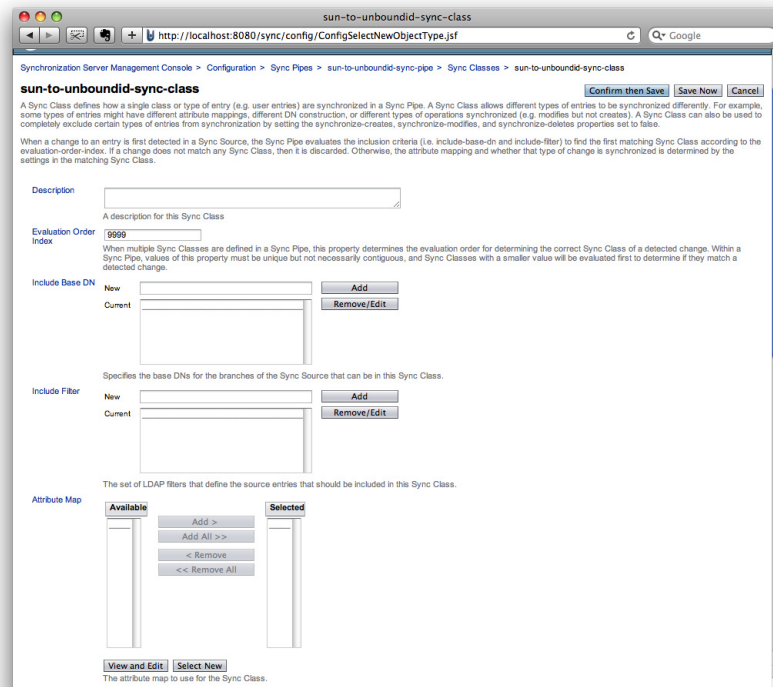 sun-to-unboundid-sync-class
http://localhost:8080/sync/config/ConfigSelectNewObjectType.jsf
Google
Synchronization Server Management Console > Configuration > Sync Pipes > sun-to-unboundid-sync-pipe > Sync Classes > sun-to-unboundid-sync-class
sun-to-unboundid-sync-class
Confirm then Save Save Now Cancel
A Sync Class defines how a single class or type of entry (e.g. user entries) are synchronized in a Sync Pipe. A Sync Class allows different types of entries to be synchronized differently. For example,
some types of entries might have different attribute mappings, different DN construction, or different types of operations synchronized (e.g. modifies but not creates). A Sync Class can also be used to
completely exclude certain types of entries from synchronization by setting the synchronize-creates, synchronize-modifies, and synchronize-deletes properties set to false.
When a change to an entry is first detected in a Sync Source, the Sync Pipe evaluates the inclusion criteria (i.e. include-base-dn and include-filter) to find the first matching Sync Class according to the
evaluation-order-index. If a change does not match any Sync Class, then it is discarded. Otherwise, the attribute mapping and whether that type of change is synchronized is determined by the
settings in the matching Sync Class.
Description
A description for this Sync Class
Evaluation Order
Index
9999
When multiple Sync Classes are defined in a Sync Pipe, this property determines the evaluation order for determining the correct Sync Class of a detected change. Within a
Sync Pipe, values of this property must be unique but not necessarily contiguous, and Sync Classes with a smaller value will be evaluated first to determine if they match a
detected change.
Include Base DN
New
Add
Current
Remove/Edit
Specifies the base DNs for the branches of the Sync Source that can be in this Sync Class.
Include Filter
New
Add
Current
Remove/Edit
The set of LDAP filters that define the source entries that should be included in this Sync Class.
Attribute Map
Available
Selected
Add >
Add All >>
< Remove
<< Remove All
View and Edit Select New
The attribute map to use for the Sync Class.